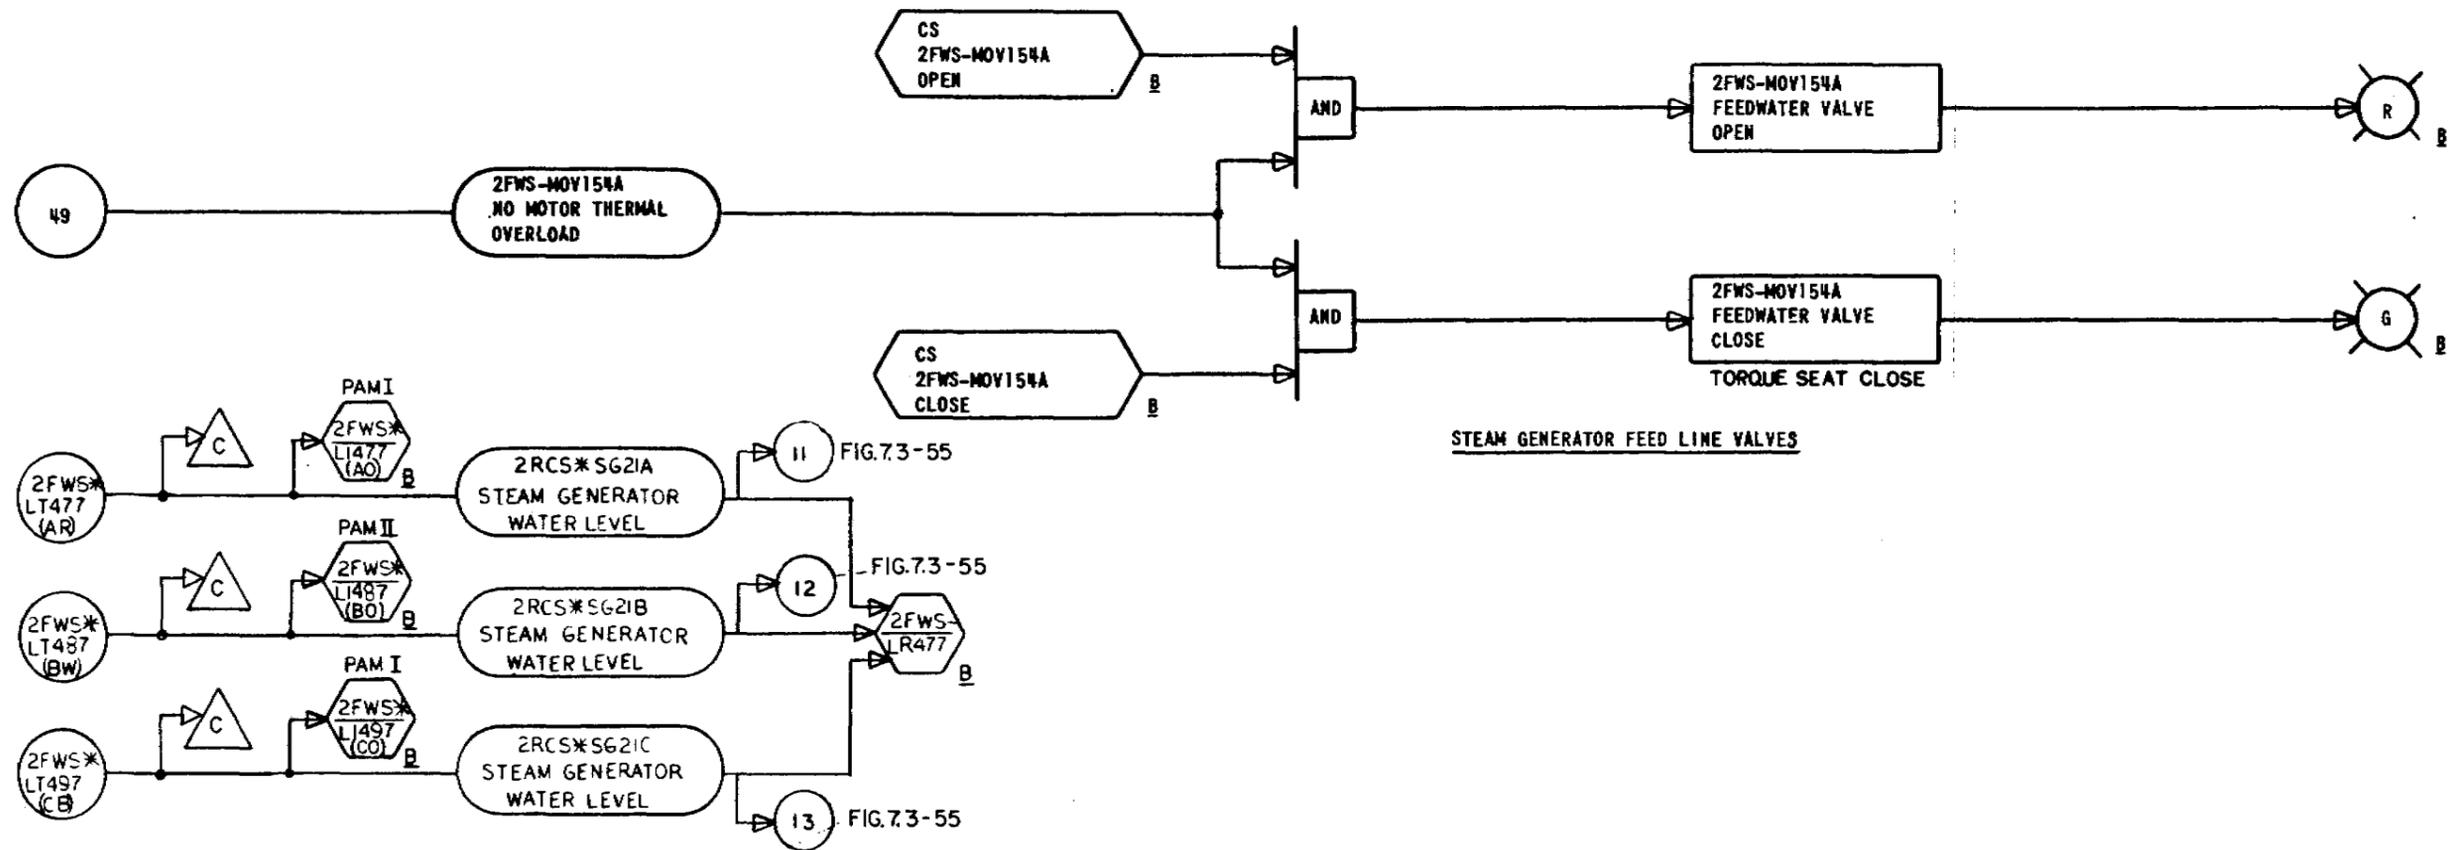 CS
2FWS-MOV154A
OPEN
B
AND
2FWS-MOV154A
FEEDWATER VALVE
OPEN
R
B
49
2FWS-MOV154A
NO MOTOR THERMAL
OVERLOAD
CS
2FWS-MOV154A
CLOSE
B
AND
2FWS-MOV154A
FEEDWATER VALVE
CLOSE
TORQUE SEAT CLOSE
G
B
STEAM GENERATOR FEED LINE VALVES
2FWS*
LT477
(AR)
C
PAM I
2FWS*
LI477
(AO)
B
2RCS*SG21A
STEAM GENERATOR
WATER LEVEL
11
FIG.7.3-55
2FWS*
LT487
(BW)
C
PAM II
2FWS*
LI487
(BO)
B
2RCS*SG21B
STEAM GENERATOR
WATER LEVEL
12
FIG.7.3-55
2FWS-
LR477
B
2FWS*
LT497
(CB)
C
PAM I
2FWS*
LI497
(CO)
B
2RCS*SG21C
STEAM GENERATOR
WATER LEVEL
13
FIG.7.3-55